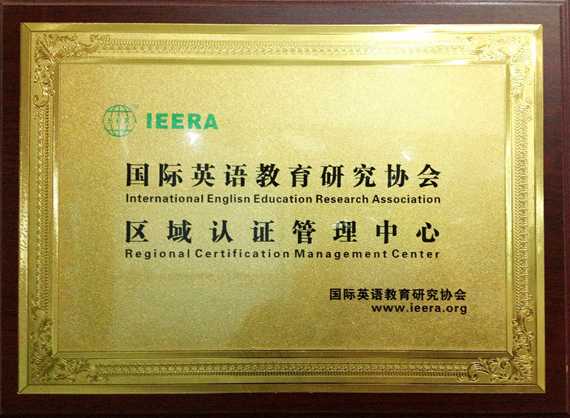 IEERA
国际英语教育研究协会
International Englisn Education Research Association
区域认证管理中心
Regional Certification Management Center
国际英语教育研究协会
www.ieera.org